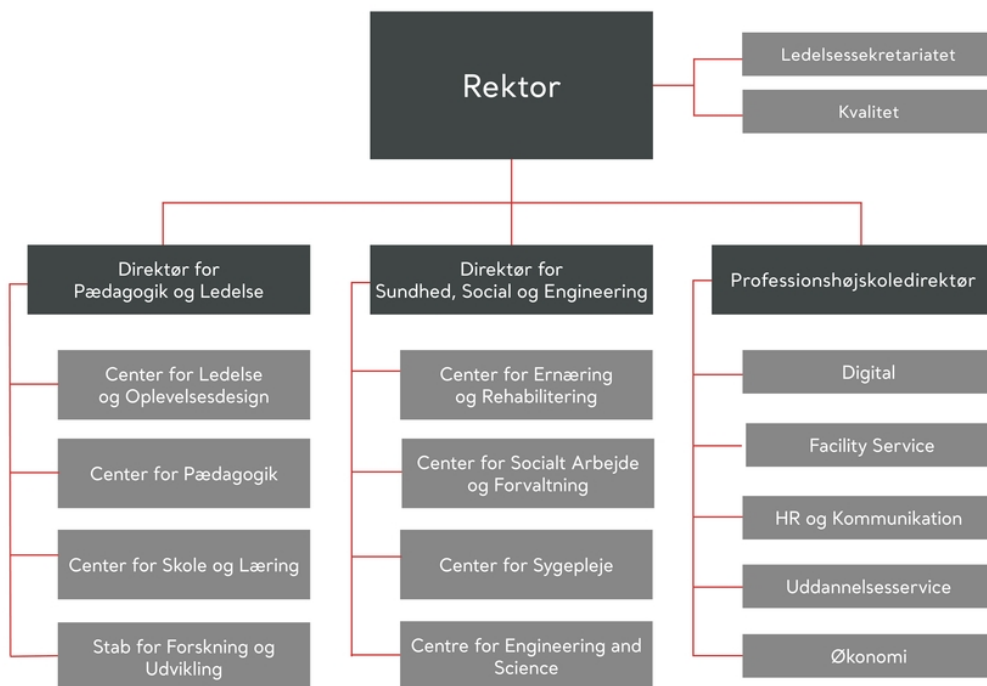 Rektor
Ledelsessekretariatet
Kvalitet
Direktør for
Pædagogik og Ledelse
Center for Ledelse
og Oplevelsesdesign
Center for Pædagogik
Center for Skole og Læring
Stab for Forskning og
Udvikling
Direktør for
Sundhed, Social og Engineering
Center for Ernæring
og Rehabilitering
Center for Socialt Arbejde
og Forvaltning
Center for Sygepleje
Centre for Engineering and
Science
Professionshøjskoledirektør
Digital
Facility Service
HR og Kommunikation
Uddannelsesservice
Økonomi